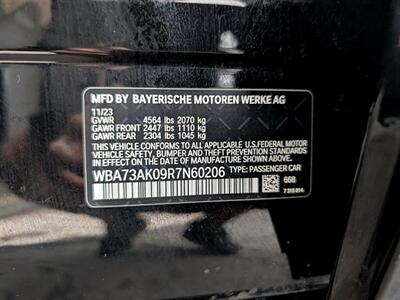 MFD BY BAYERISCHE MOTOREN WERKE AG
11/23
GVWR 4564 lbs 2070 kg
GAWR FRONT 2447 lbs 1110 kg
GAWR REAR 2304 lbs 1045 kg
THIS VEHICLE CONFORMS TO ALL APPLICABLE U.S. FEDERAL MOTOR
VEHICLE SAFETY, BUMPER, AND THEFT PREVENTION STANDARDS
IN EFFECT ON THE DATE OF MANUFACTURE SHOWN ABOVE.
WBA73AK09R7N60206 TYPE: PASSENGER CAR
668